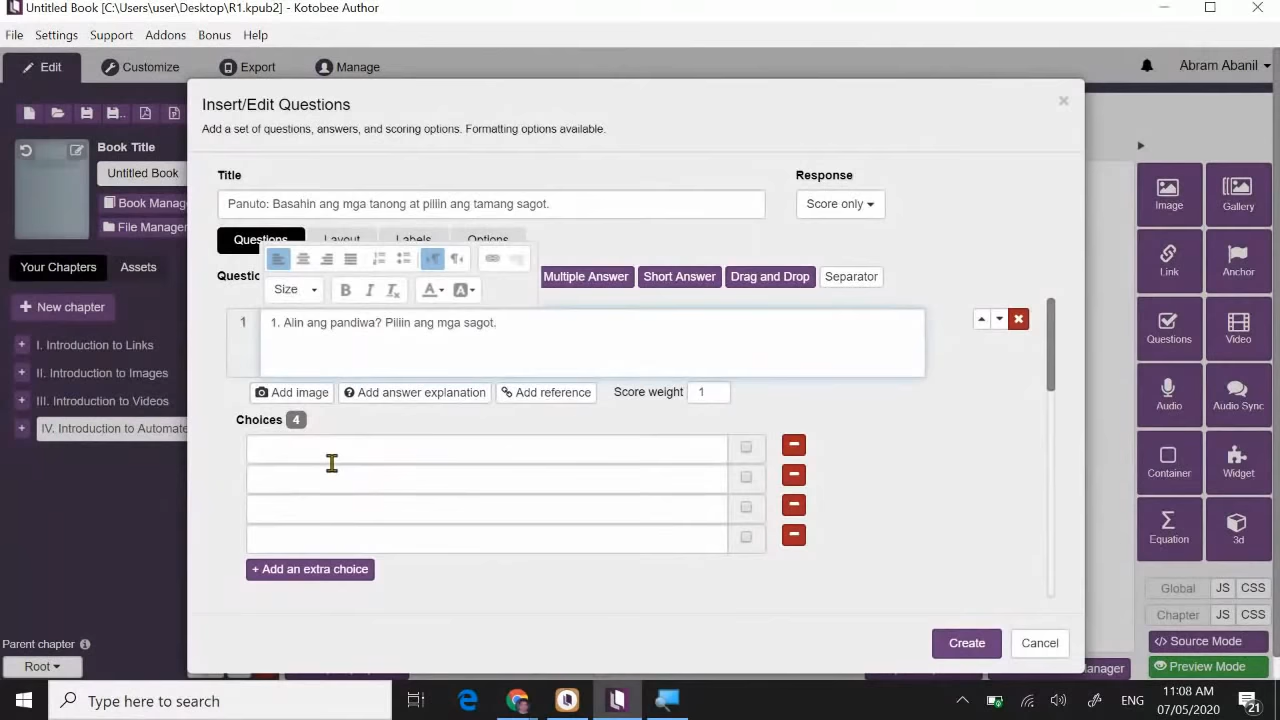 Untitled Book [C:\Users\user\Desktop\R1.kpub2] - Kotobee Author
File Settings Support Addons Bonus Help
Edit Customize Export Manage Abram Abanil
Insert/Edit Questions
Add a set of questions, answers, and scoring options. Formatting options available.
Book Title
Untitled Book
Book Manag
File Manager
Your Chapters Assets
+ New chapter
I. Introduction to Links
II. Introduction to Images
III. Introduction to Videos
IV. Introduction to Automate
Parent chapter
Root
Title Response
Panuto: Basahin ang mga tanong at piliin ang tamang sagot. Score only
Questions Layout Labels Options
Questic Multiple Answer Short Answer Drag and Drop Separator
Size B I Tx A A
1 1. Alin ang pandiwa? Piliin ang mga sagot.
Add image Add answer explanation Add reference Score weight 1
Choices 4
+ Add an extra choice
Create Cancel
Image Gallery
Link Anchor
Questions Video
Audio Audio Sync
Container Widget
Equation 3d
Global JS CSS
Chapter JS CSS
</> Source Mode
anager Preview Mode
Type here to search ENG 11:08 AM
07/05/2020 21